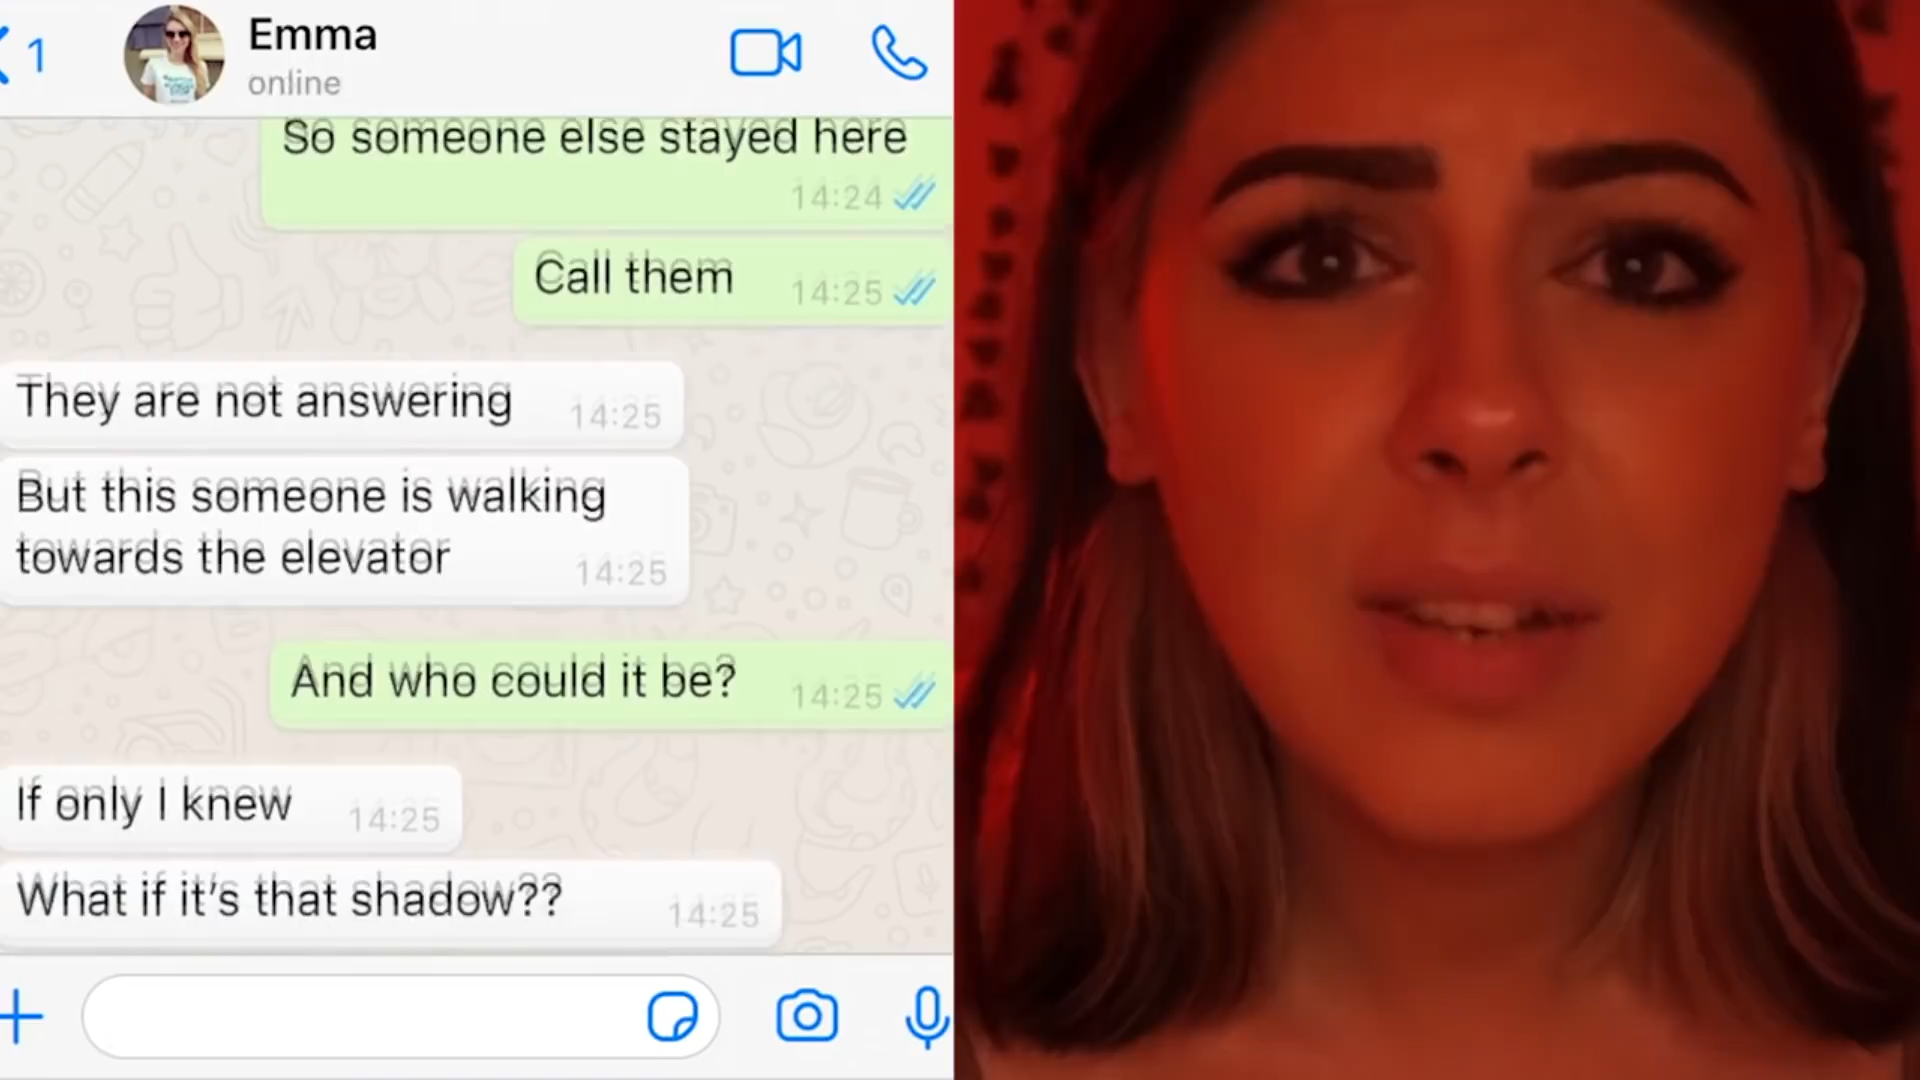 1
Emma
online
So someone else stayed here
14:24
Call them 14:25
They are not answering 14:25
But this someone is walking
towards the elevator 14:25
And who could it be? 14:25
If only I knew 14:25
What if it's that shadow?? 14:25